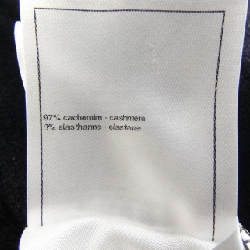 97% cachemire - cashmere
3% elasthanne - elastane